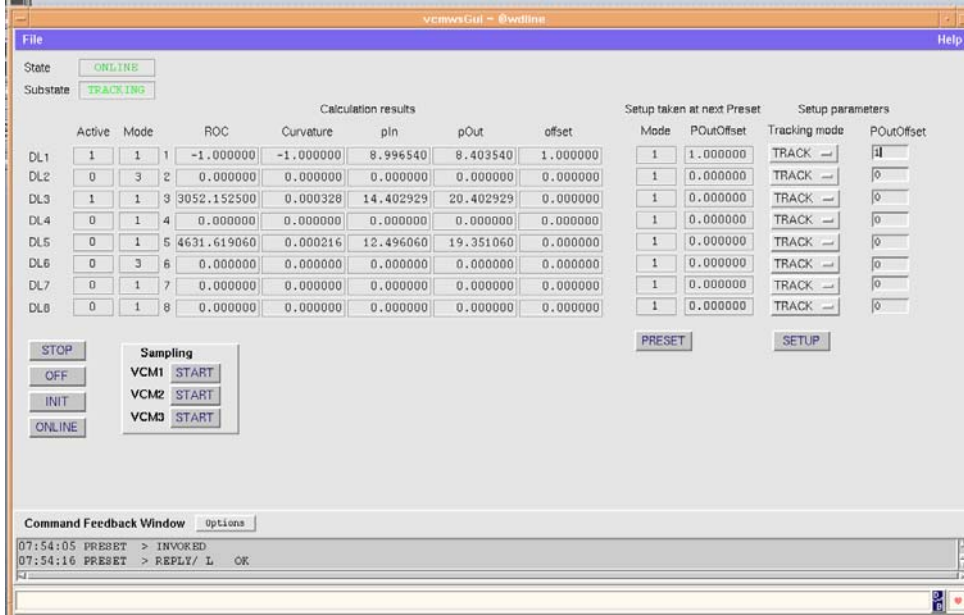 vcmwsGui - @wdline
File Help
State ONLINE
Substate TRACKING
Calculation results Setup taken at next Preset Setup parameters
Active Mode ROC Curvature pIn pOut offset Mode POutOffset Tracking mode POutOffset
DL1 1 1 1 -1.000000 -1.000000 8.996540 8.403540 1.000000 1 1.000000 TRACK 1
DL2 0 3 2 0.000000 0.000000 0.000000 0.000000 0.000000 1 0.000000 TRACK 0
DL3 1 1 3 3052.152500 0.000328 14.402929 20.402929 0.000000 1 0.000000 TRACK 0
DL4 0 1 4 0.000000 0.000000 0.000000 0.000000 0.000000 1 0.000000 TRACK 0
DL5 0 1 5 4631.619060 0.000216 12.496060 19.351060 0.000000 1 0.000000 TRACK 0
DL6 0 3 6 0.000000 0.000000 0.000000 0.000000 0.000000 1 0.000000 TRACK 0
DL7 0 1 7 0.000000 0.000000 0.000000 0.000000 0.000000 1 0.000000 TRACK 0
DL8 0 1 8 0.000000 0.000000 0.000000 0.000000 0.000000 1 0.000000 TRACK 0
PRESET SETUP
STOP
OFF
INIT
ONLINE
Sampling
VCM1 START
VCM2 START
VCM3 START
Command Feedback Window Options
07:54:05 PRESET > INVOKED
07:54:16 PRESET > REPLY/ L OK